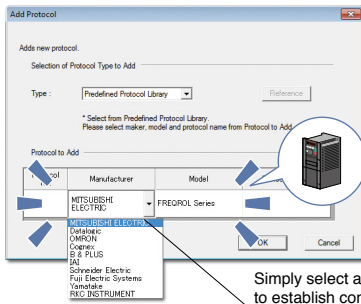 Add Protocol
Adds new protocol.
Selection of Protocol Type to Add
Type : Predefined Protocol Library Reference
* Select from Predefined Protocol Library.
Please select maker, model and protocol name from Protocol to Add
Protocol to Add
Manufacturer Model
MITSUBISHI ELECTRIC FREQROL Series
MITSUBISHI ELECTRIC
Datalogic
OMRON
Cognex
B & PLUS
IAI
Schneider Electric
Fuji Electric Systems
Yamatake
RKC INSTRUMENT
OK Cancel
Simply select a
to establish com